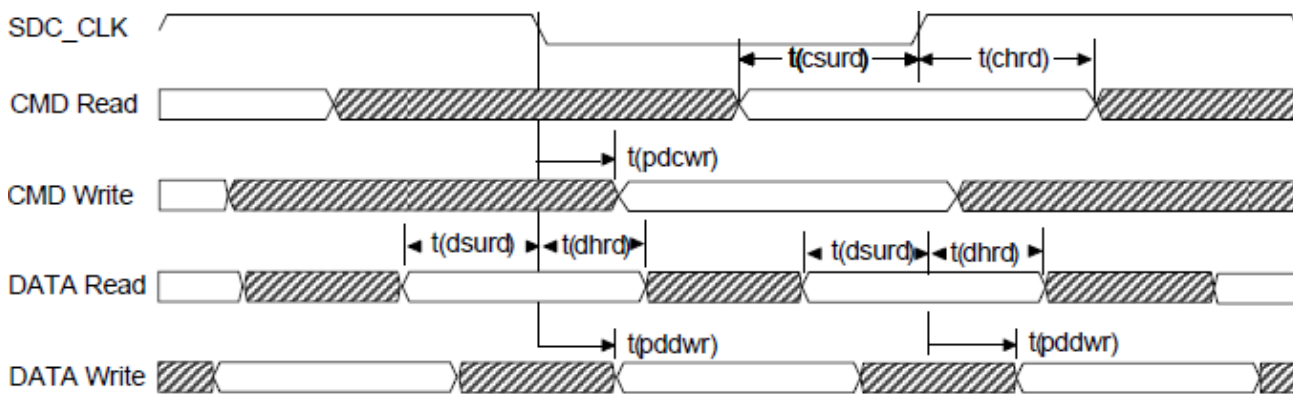 SDC_CLK
t(csurd) t(chrd)
CMD Read
t(pdcwr)
CMD Write
t(dsurd) t(dhrd) t(dsurd) t(dhrd)
DATA Read
t(pddwr) t(pddwr)
DATA Write